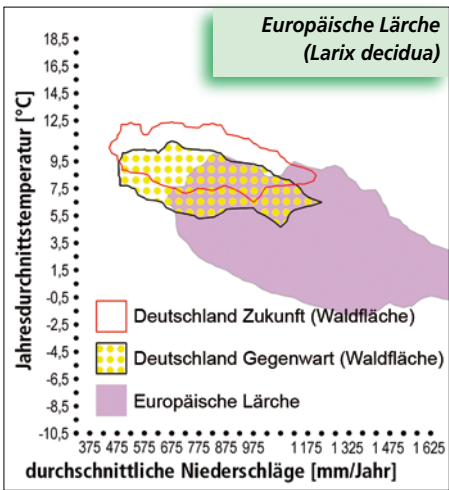 Europäische Lärche
(Larix decidua)
Jahresdurchnittstemperatur [°C]
18,5
16,5
14,5
12,5
9,5
7,5
5,5
3,5
1,5
-0,5
-2,5
-4,5
-6,5
-8,5
-10,5
Deutschland Zukunft (Waldfläche)
Deutschland Gegenwart (Waldfläche)
Europäische Lärche
375 475 575 675 775 875 975 1175 1 325 1 475 1 625
durchschnittliche Niederschläge [mm/Jahr]